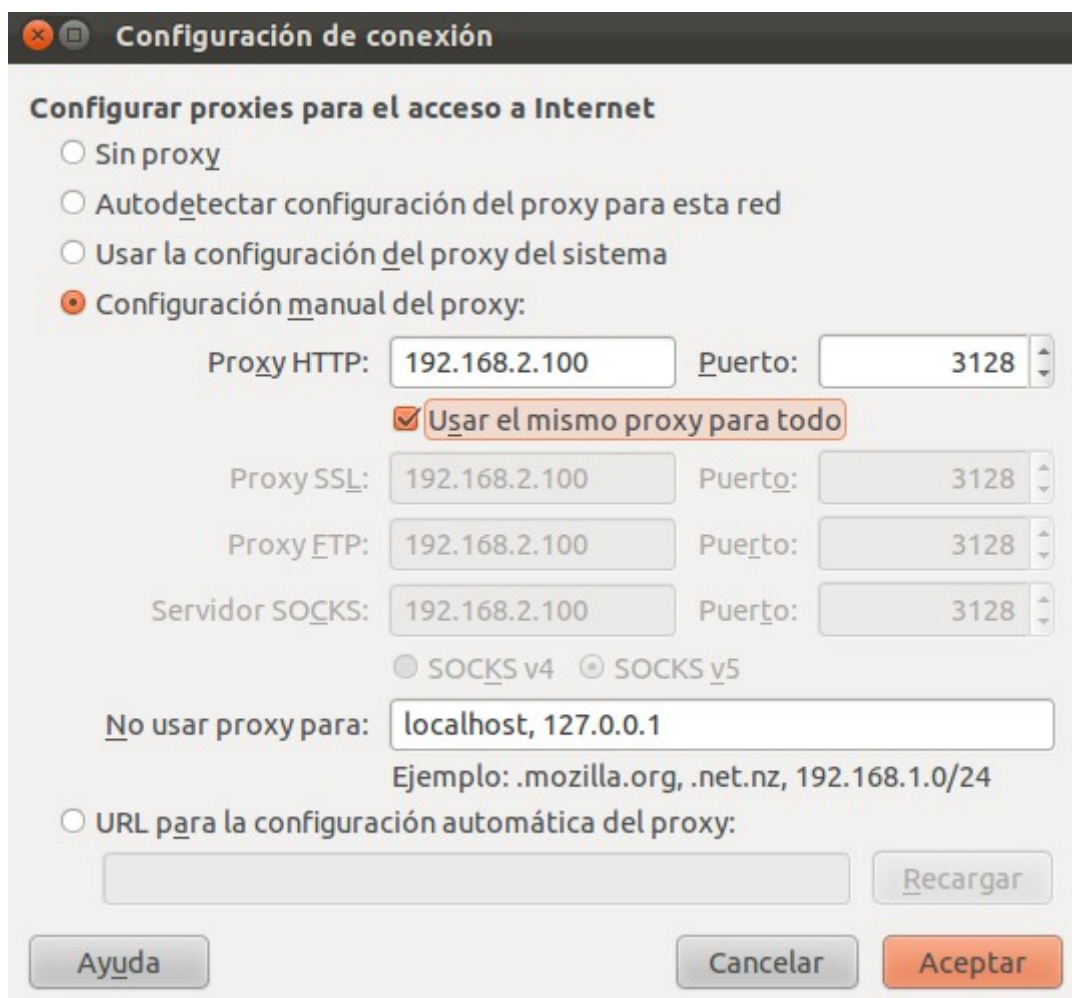 Configuración de conexión
Configurar proxies para el acceso a Internet
Sin proxy
Autodetectar configuración del proxy para esta red
Usar la configuración del proxy del sistema
Configuración manual del proxy:
Proxy HTTP: 192.168.2.100 Puerto: 3128
Usar el mismo proxy para todo
Proxy SSL: 192.168.2.100 Puerto: 3128
Proxy FTP: 192.168.2.100 Puerto: 3128
Servidor SOCKS: 192.168.2.100 Puerto: 3128
SOCKS v4 SOCKS v5
No usar proxy para: localhost, 127.0.0.1
Ejemplo: .mozilla.org, .net.nz, 192.168.1.0/24
URL para la configuración automática del proxy:
Recargar
Ayuda Cancelar Aceptar